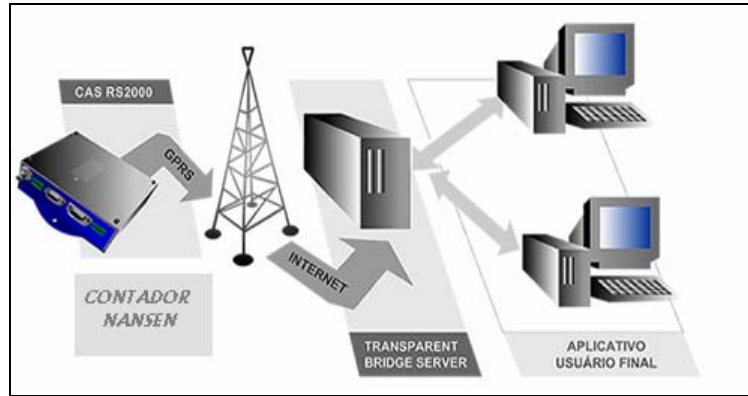 CAS RS2000
GPRS
INTERNET
CONTADOR
NANSEN
TRANSPARENT
BRIDGE SERVER
APLICATIVO
USUÁRIO FINAL